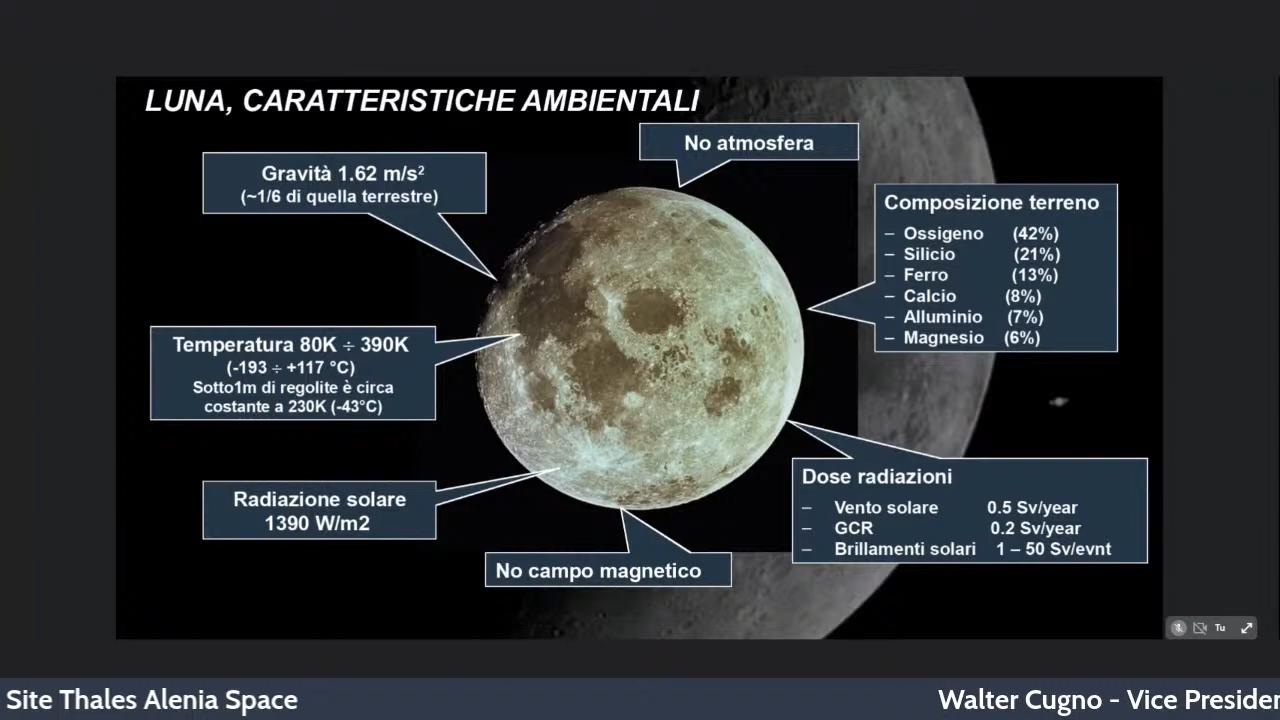 LUNA, CARATTERISTICHE AMBIENTALI
No atmosfera
Gravità 1.62 m/s²
(~1/6 di quella terrestre)
Composizione terreno
– Ossigeno (42%)
– Silicio (21%)
– Ferro (13%)
– Calcio (8%)
– Alluminio (7%)
– Magnesio (6%)
Temperatura 80K ÷ 390K
(-193 ÷ +117 °C)
Sotto1m di regolite è circa
costante a 230K (-43°C)
Dose radiazioni
– Vento solare 0.5 Sv/year
– GCR 0.2 Sv/year
– Brillamenti solari 1 – 50 Sv/evnt
Radiazione solare
1390 W/m2
No campo magnetico
Tu
Site Thales Alenia Space
Walter Cugno - Vice Presider